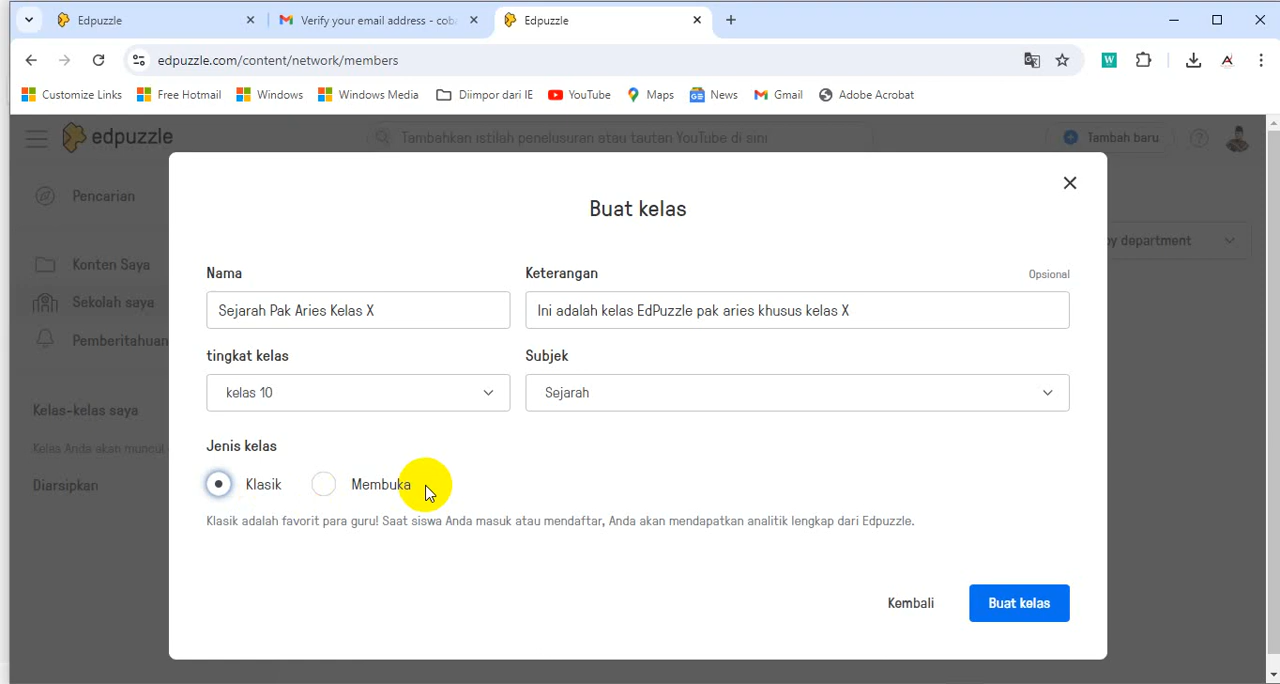 Edpuzzle
Verify your email address - coba
Edpuzzle
edpuzzle.com/content/network/members
Customize Links
Free Hotmail
Windows
Windows Media
Diimpor dari IE
YouTube
Maps
News
Gmail
Adobe Acrobat
edpuzzle
Tambahkan istilah penelusuran atau tautan YouTube di sini
Tambah baru
Pencarian
Konten Saya
Sekolah saya
Pemberitahuan
Kelas-kelas saya
Kelas Anda akan muncul
Diarsipkan
by department
Buat kelas
Nama
Keterangan
Opsional
Sejarah Pak Aries Kelas X
Ini adalah kelas EdPuzzle pak aries khusus kelas X
tingkat kelas
Subjek
kelas 10
Sejarah
Jenis kelas
Klasik
Membuka
Klasik adalah favorit para guru! Saat siswa Anda masuk atau mendaftar, Anda akan mendapatkan analitik lengkap dari Edpuzzle.
Kembali
Buat kelas